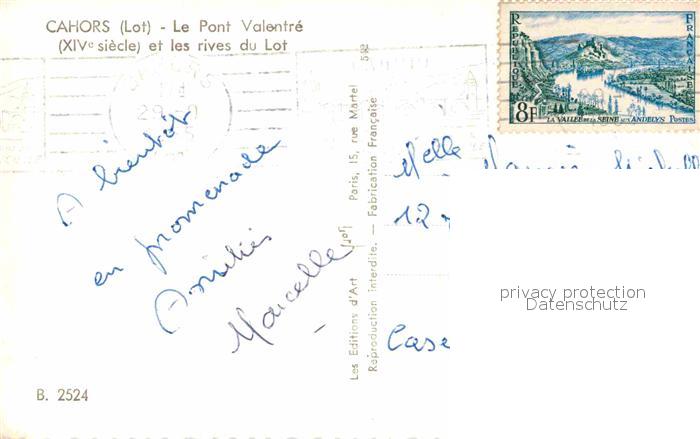 CAHORS (Lot) - Le Pont Valentré
(XIVe siècle) et les rives du Lot
REPUBLIQUE
FRANCAISE
8F
LA VALLEE DE LA SEINE AUX ANDELYS
POSTES
A bientôt
en promenade
Amitiés
Marcelle
Les Editions d'Art
Paris, 15, rue Martel
Reproduction interdite. — Fabrication Française
Melle
12
Case
privacy protection
Datenschutz
B. 2524